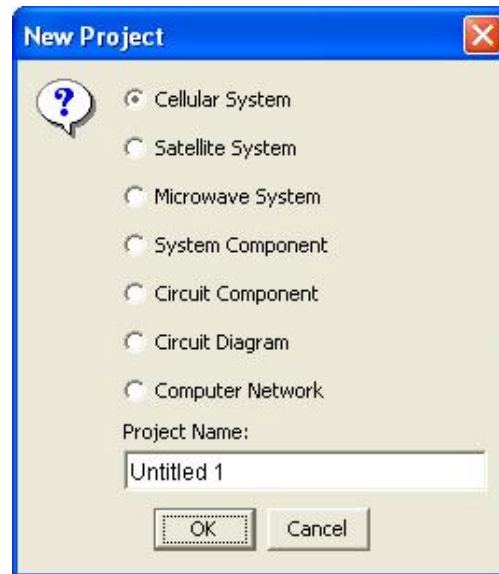 New Project
Cellular System
Satellite System
Microwave System
System Component
Circuit Component
Circuit Diagram
Computer Network
Project Name:
Untitled 1
OK Cancel